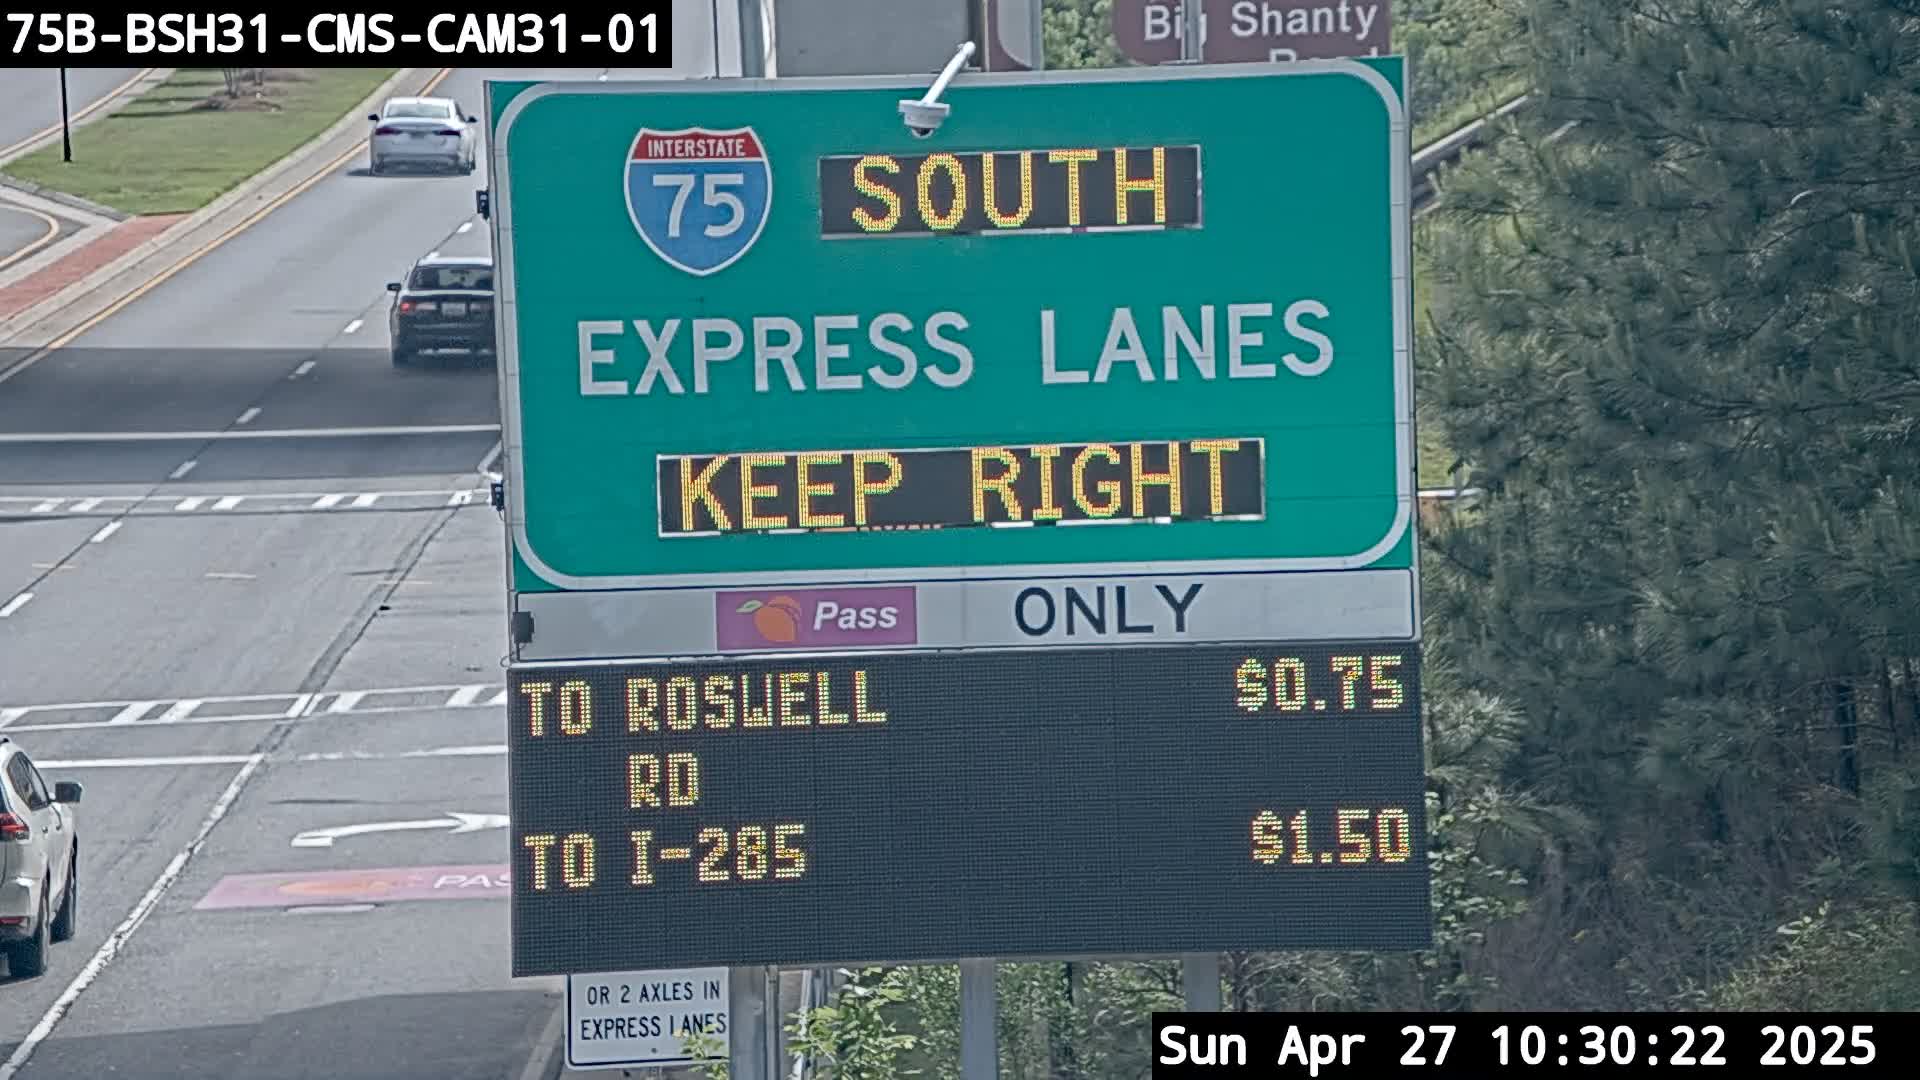 75B-BSH31-CMS-CAM31-01
Big Shanty
INTERSTATE
75
SOUTH
EXPRESS LANES
KEEP RIGHT
Pass
ONLY
TO ROSWELL $0.75
RD
TO I-285 $1.50
PAS
OR 2 AXLES IN
EXPRESS LANES
Sun Apr 27 10:30:22 2025